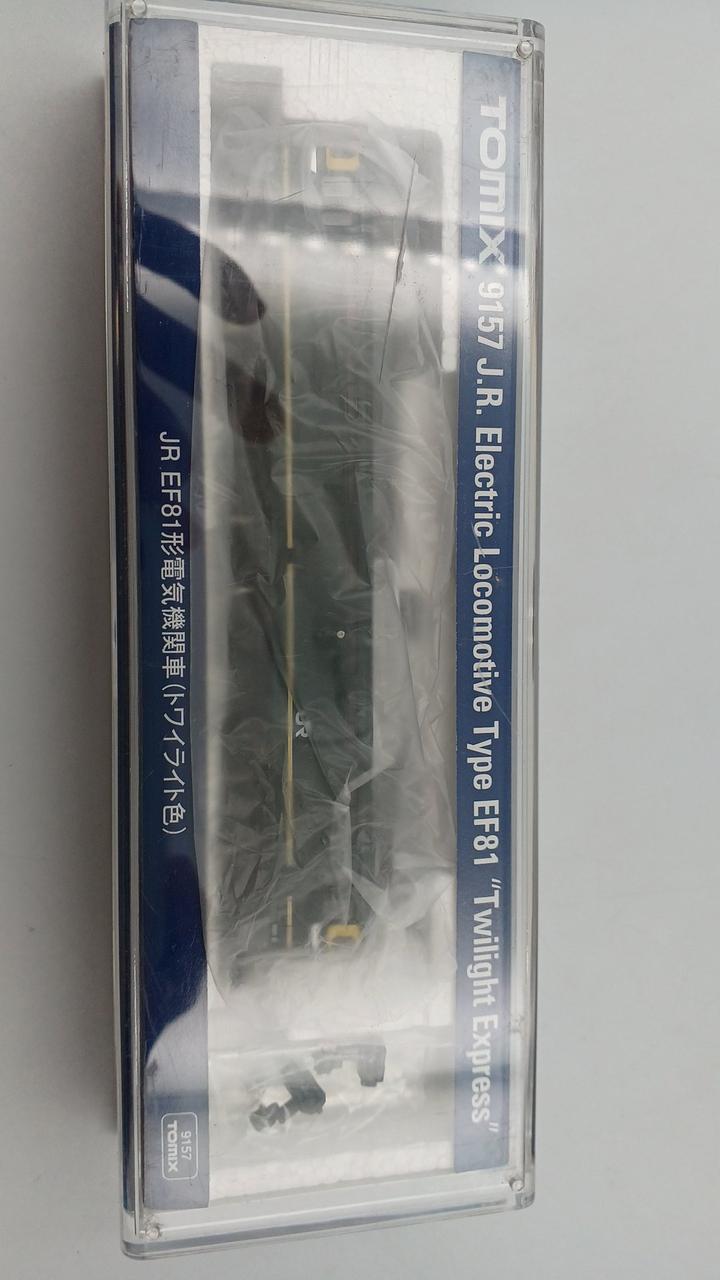 TOMIX 9157 J.R. Electric Locomotive Type EF81 "Twilight Express"
JR
JR EF81形電気機関車(トワイライト色)
9157
TOMIX